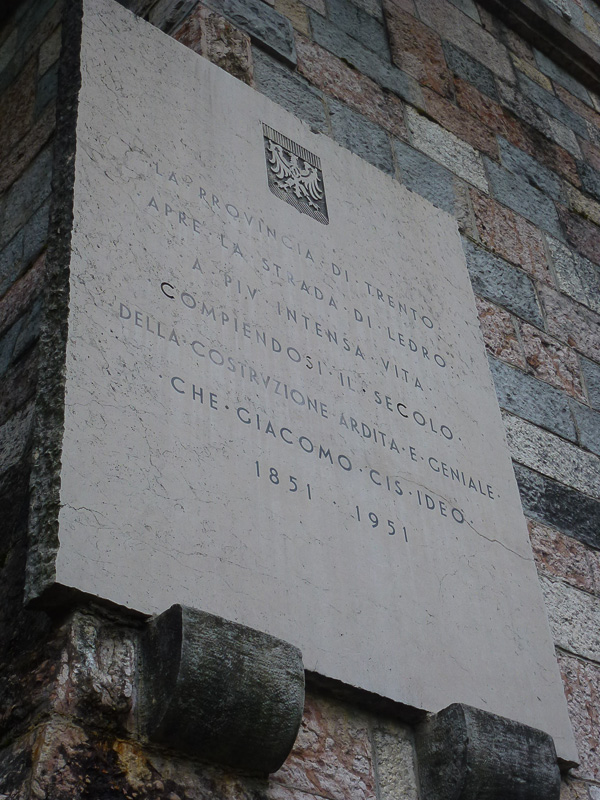 LA·PROVINCIA·DI·TRENTO
APRE·LA·STRADA·DI·LEDRO
A·PIV·INTENSA·VITA·
COMPIENDOSI·IL·SECOLO·
DELLA·COSTRVZIONE·ARDITA·E·GENIALE·
CHE·GIACOMO·CIS·IDEO
1851·1951